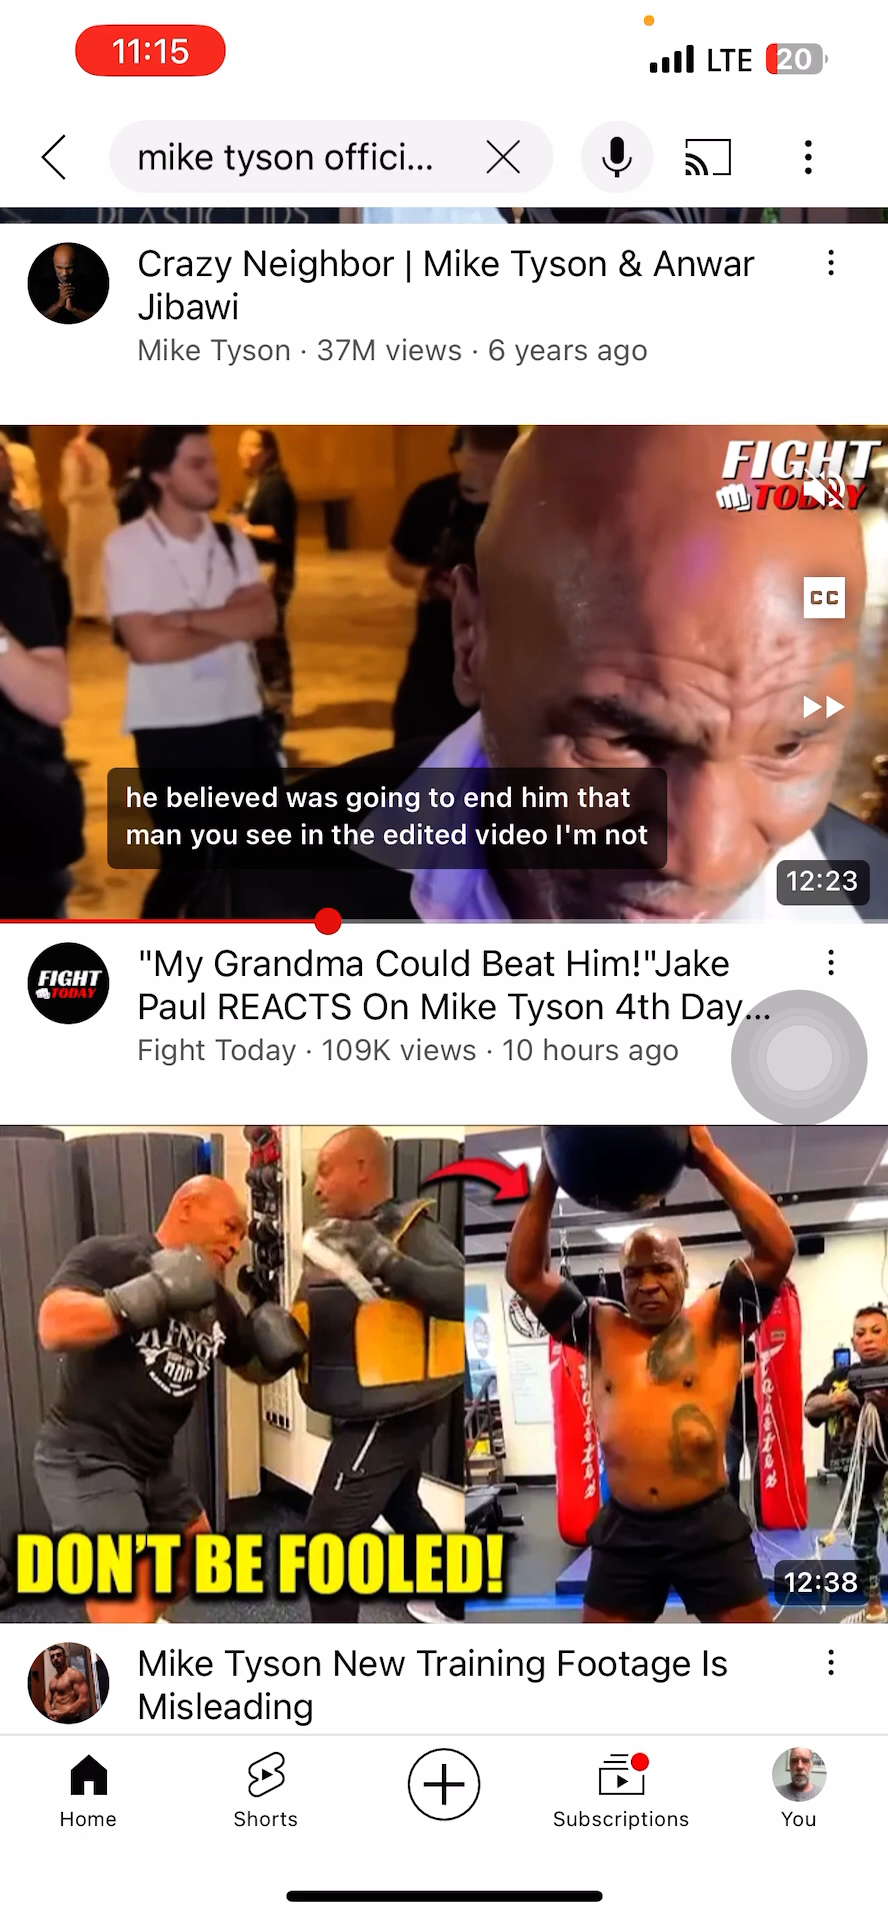 11:15
LTE 20
mike tyson offici...
PLASTIC LIPS
Crazy Neighbor | Mike Tyson & Anwar
Jibawi
Mike Tyson · 37M views · 6 years ago
FIGHT
TODAY
CC
he believed was going to end him that
man you see in the edited video I'm not
12:23
FIGHT
TODAY
"My Grandma Could Beat Him!"Jake
Paul REACTS On Mike Tyson 4th Day...
Fight Today · 109K views · 10 hours ago
DON'T BE FOOLED!
12:38
Mike Tyson New Training Footage Is
Misleading
Home
Shorts
Subscriptions
You